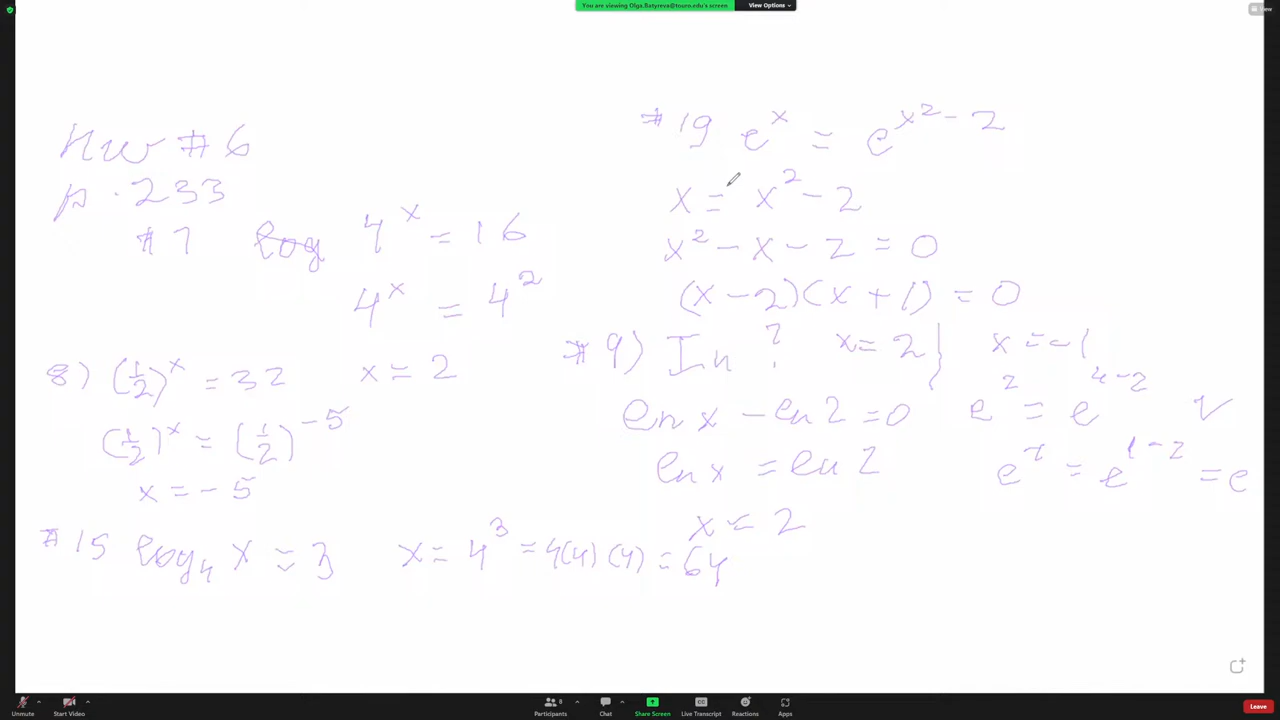 You are viewing Olga.Batyreva@touro.edu's screen
View Options
View
HW # 6
p. 233
#7 log 4^x = 16
4^x = 4^2
x = 2
8) (1/2)^x = 32
(1/2)^x = (1/2)^-5
x = -5
#15 log₄ x = 3 x = 4^3 = 4(4)(4) = 64
#19 e^x = e^(x^2 - 2)
x = x^2 - 2
x^2 - x - 2 = 0
(x - 2)(x + 1) = 0
x = 2 } x = -1
e^2 = e^(4-2) √
e^-1 = e^(1-2) = e
#9) In ?
ln x - ln 2 = 0
ln x = ln 2
x = 2
Unmute
Start Video
Participants
Chat
Share Screen
Live Transcript
Reactions
Apps
Leave